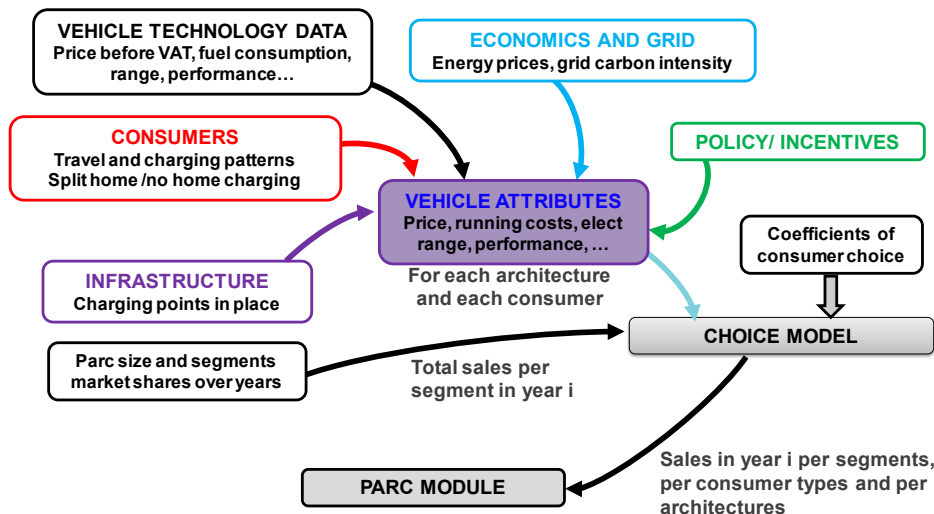 VEHICLE TECHNOLOGY DATA
Price before VAT, fuel consumption,
range, performance…
ECONOMICS AND GRID
Energy prices, grid carbon intensity
CONSUMERS
Travel and charging patterns
Split home /no home charging
POLICY/ INCENTIVES
VEHICLE ATTRIBUTES
Price, running costs, elect
range, performance, …
For each architecture
and each consumer
Coefficients of
consumer choice
INFRASTRUCTURE
Charging points in place
CHOICE MODEL
Parc size and segments
market shares over years
Total sales per
segment in year i
PARC MODULE
Sales in year i per segments,
per consumer types and per
architectures